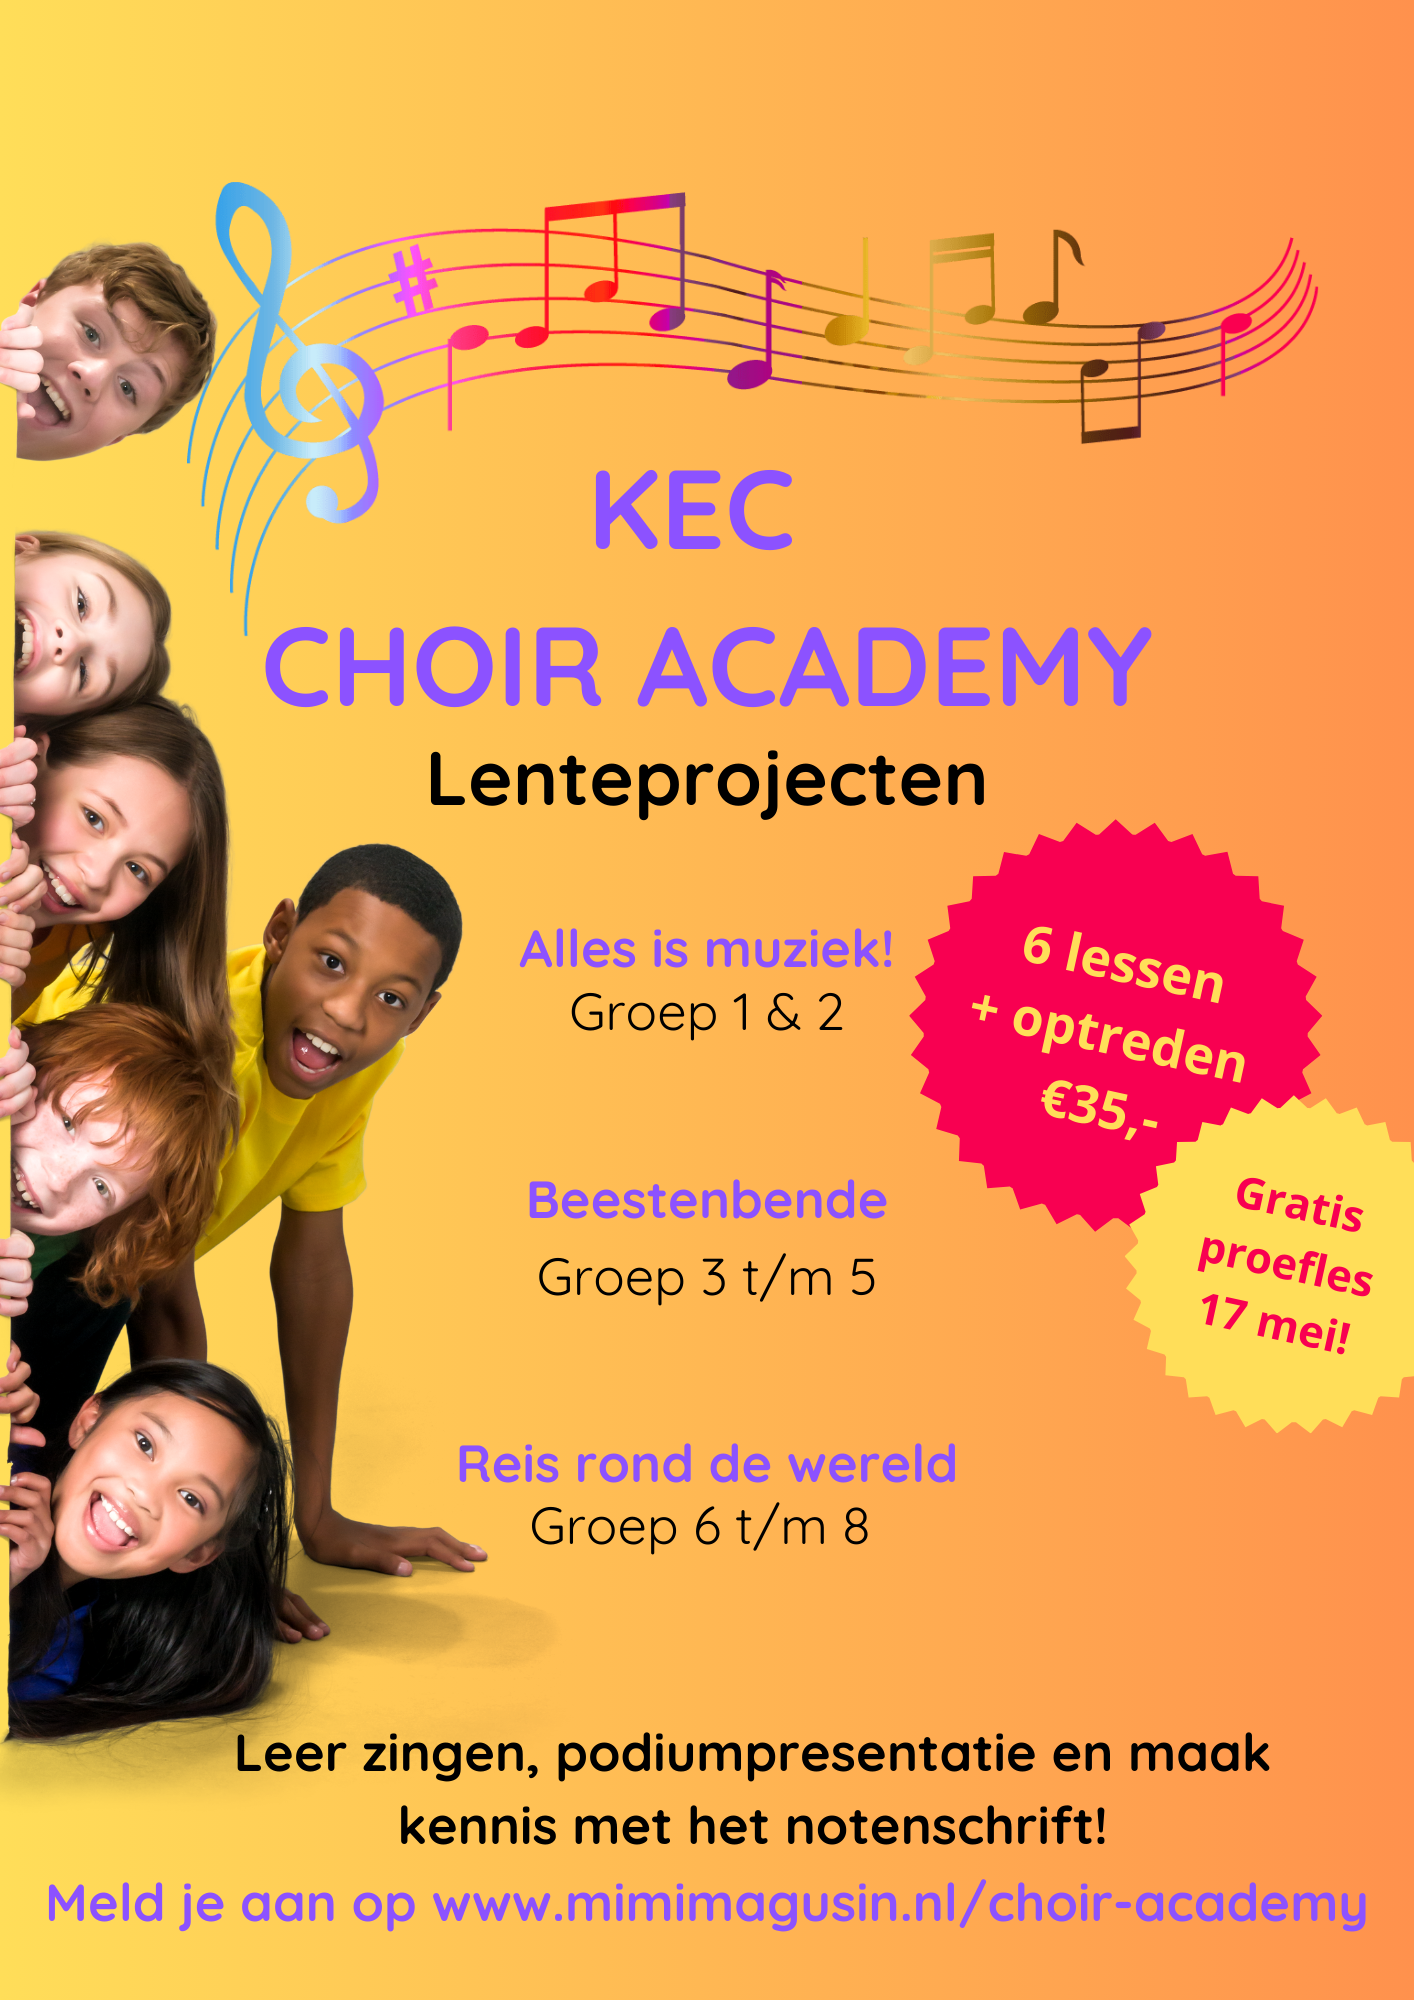 KEC
CHOIR ACADEMY
Lenteprojecten
Alles is muziek!
Groep 1 & 2
6 lessen
+ optreden
€35,-
Gratis
proefles
17 mei!
Beestenbende
Groep 3 t/m 5
Reis rond de wereld
Groep 6 t/m 8
Leer zingen, podiumpresentatie en maak
kennis met het notenschrift!
Meld je aan op www.mimimagusin.nl/choir-academy